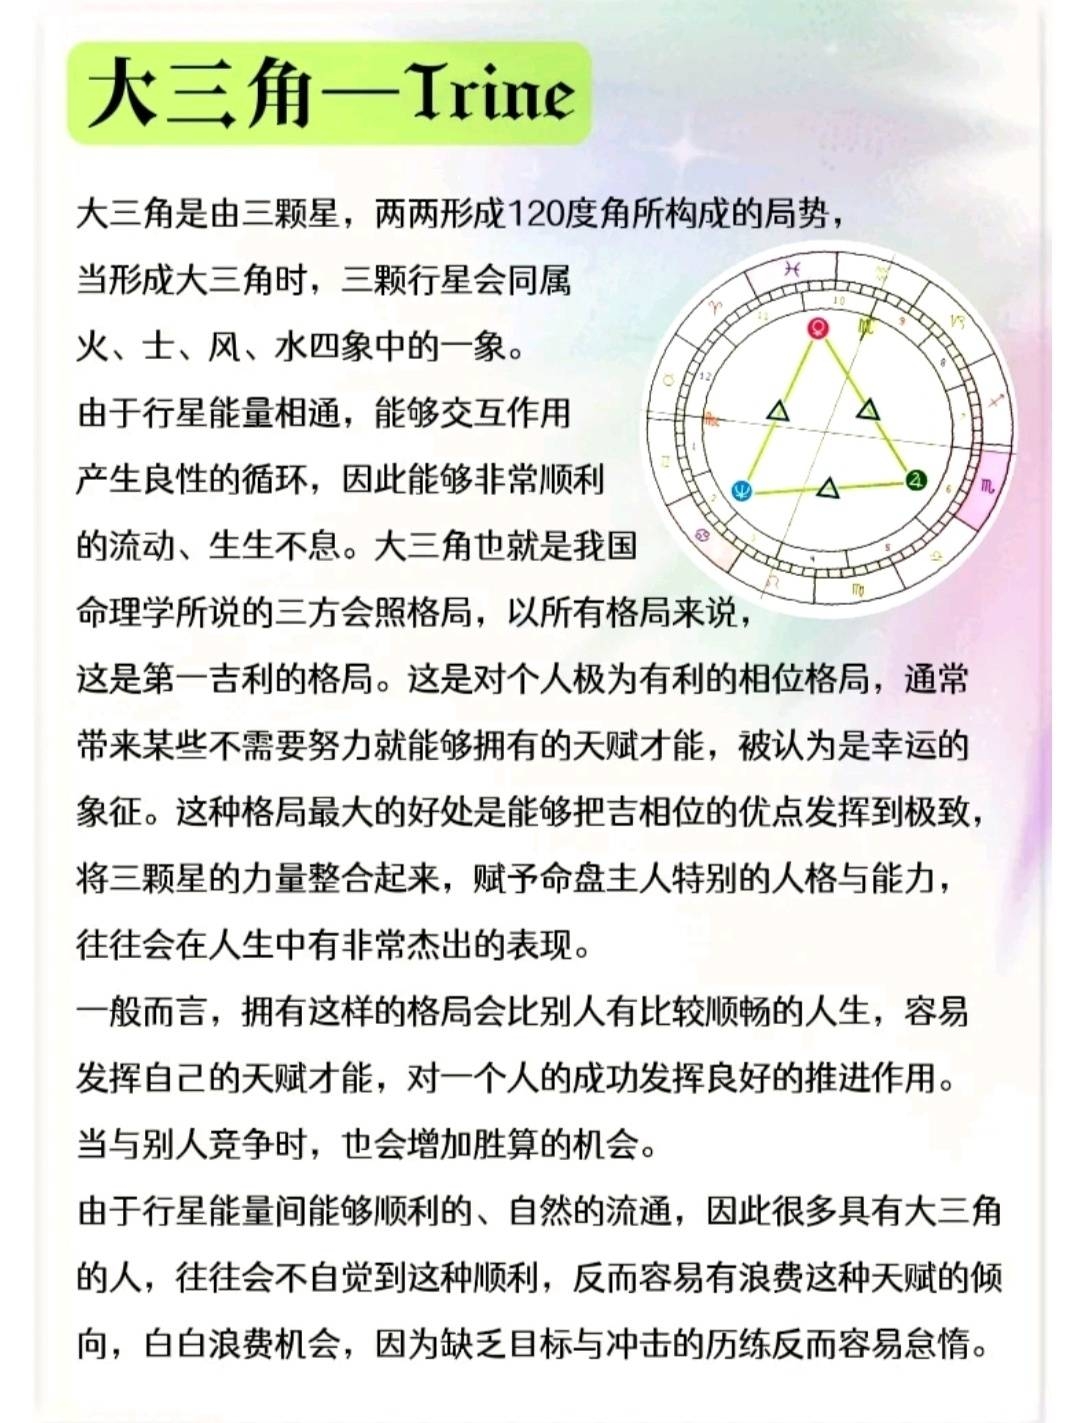 大三角—Trine
大三角是由三颗星，两两形成120度角所构成的局势，
当形成大三角时，三颗行星会同属
火、士、风、水四象中的一象。
由于行星能量相通，能够交互作用
产生良性的循环，因此能够非常顺利
的流动、生生不息。大三角也就是我国
命理学所说的三方会照格局，以所有格局来说，
这是第一吉利的格局。这是对个人极为有利的相位格局，通常
带来某些不需要努力就能够拥有的天赋才能，被认为是幸运的
象征。这种格局最大的好处是能够把吉相位的优点发挥到极致，
将三颗星的力量整合起来，赋予命盘主人特别的人格与能力，
往往会在人生中有非常杰出的表现。
一般而言，拥有这样的格局会比别人有比较顺畅的人生，容易
发挥自己的天赋才能，对一个人的成功发挥良好的推进作用。
当与别人竞争时，也会增加胜算的机会。
由于行星能量间能够顺利的、自然的流通，因此很多具有大三角
的人，往往会不自觉到这种顺利，反而容易有浪费这种天赋的倾
向，白白浪费机会，因为缺乏目标与冲击的历练反而容易怠惰。